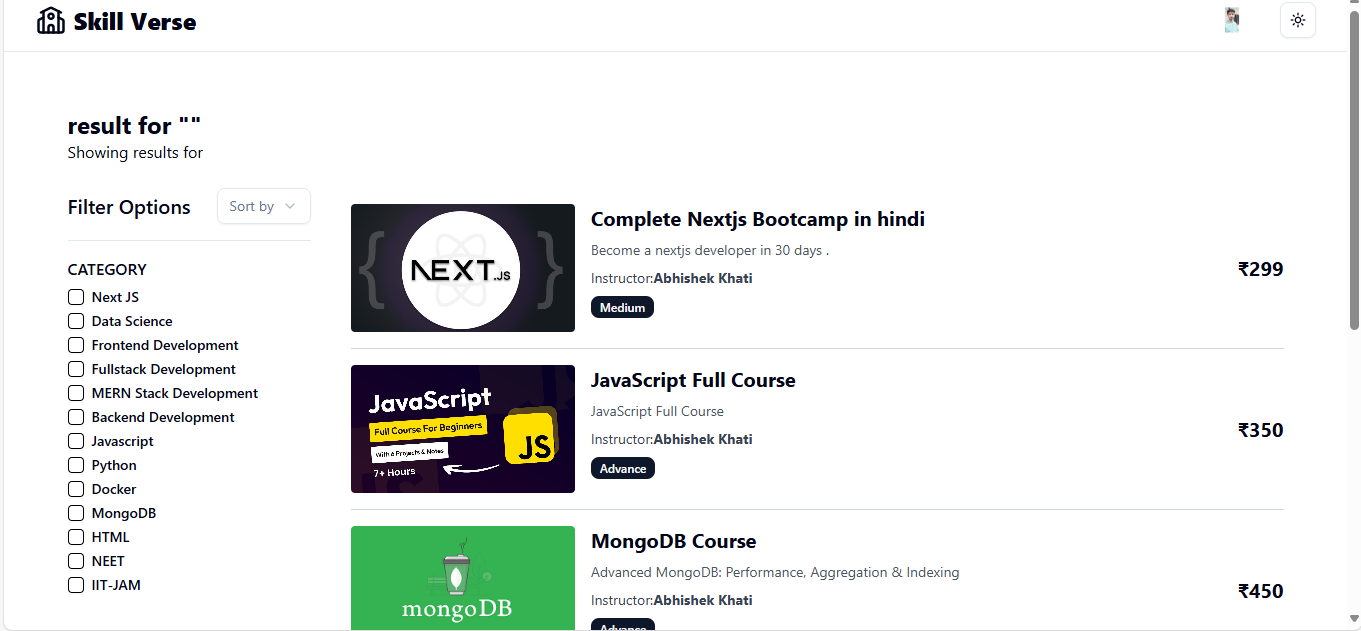 Skill Verse
result for ""
Showing results for
Filter Options
Sort by
CATEGORY
Next JS
Data Science
Frontend Development
Fullstack Development
MERN Stack Development
Backend Development
Javascript
Python
Docker
MongoDB
HTML
NEET
IIT-JAM
{ NEXT.JS }
Complete Nextjs Bootcamp in hindi
Become a nextjs developer in 30 days .
Instructor:Abhishek Khati
Medium
₹299
JavaScript
Full Course For Beginners
With 6 Projects & Notes
7+ Hours
JS
JavaScript Full Course
JavaScript Full Course
Instructor:Abhishek Khati
Advance
₹350
mongoDB
MongoDB Course
Advanced MongoDB: Performance, Aggregation & Indexing
Instructor:Abhishek Khati
Advance
₹450